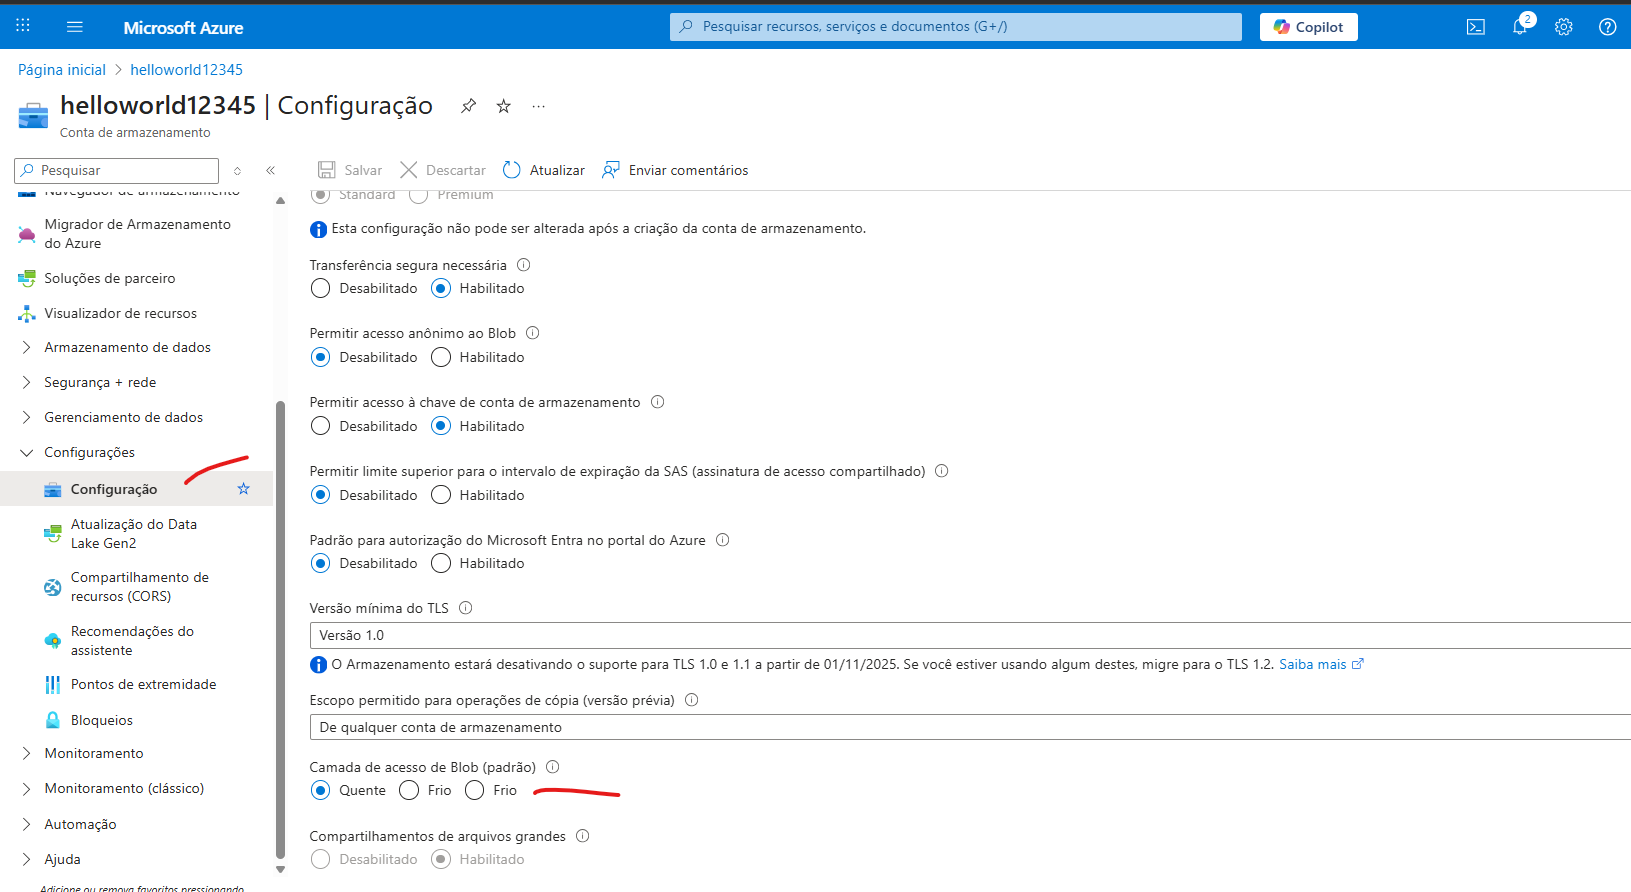 Microsoft Azure
Pesquisar recursos, serviços e documentos (G+/)
Copilot
2
Página inicial > helloworld12345
helloworld12345 | Configuração
Conta de armazenamento
Pesquisar
Salvar
Descartar
Atualizar
Enviar comentários
Navegador de armazenamento
Migrador de Armazenamento
do Azure
Soluções de parceiro
Visualizador de recursos
Armazenamento de dados
Segurança + rede
Gerenciamento de dados
Configurações
Configuração
Atualização do Data
Lake Gen2
Compartilhamento de
recursos (CORS)
Recomendações do
assistente
Pontos de extremidade
Bloqueios
Monitoramento
Monitoramento (clássico)
Automação
Ajuda
Adicione ou remova favoritos pressionando
Standard Premium
Esta configuração não pode ser alterada após a criação da conta de armazenamento.
Transferência segura necessária
Desabilitado Habilitado
Permitir acesso anônimo ao Blob
Desabilitado Habilitado
Permitir acesso à chave de conta de armazenamento
Desabilitado Habilitado
Permitir limite superior para o intervalo de expiração da SAS (assinatura de acesso compartilhado)
Desabilitado Habilitado
Padrão para autorização do Microsoft Entra no portal do Azure
Desabilitado Habilitado
Versão mínima do TLS
Versão 1.0
O Armazenamento estará desativando o suporte para TLS 1.0 e 1.1 a partir de 01/11/2025. Se você estiver usando algum destes, migre para o TLS 1.2. Saiba mais
Escopo permitido para operações de cópia (versão prévia)
De qualquer conta de armazenamento
Camada de acesso de Blob (padrão)
Quente Frio Frio
Compartilhamentos de arquivos grandes
Desabilitado Habilitado